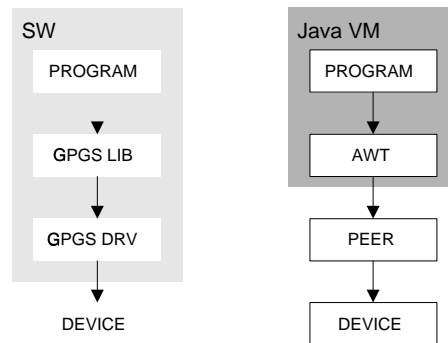 SW
PROGRAM
GPGS LIB
GPGS DRV
DEVICE
Java VM
PROGRAM
AWT
PEER
DEVICE